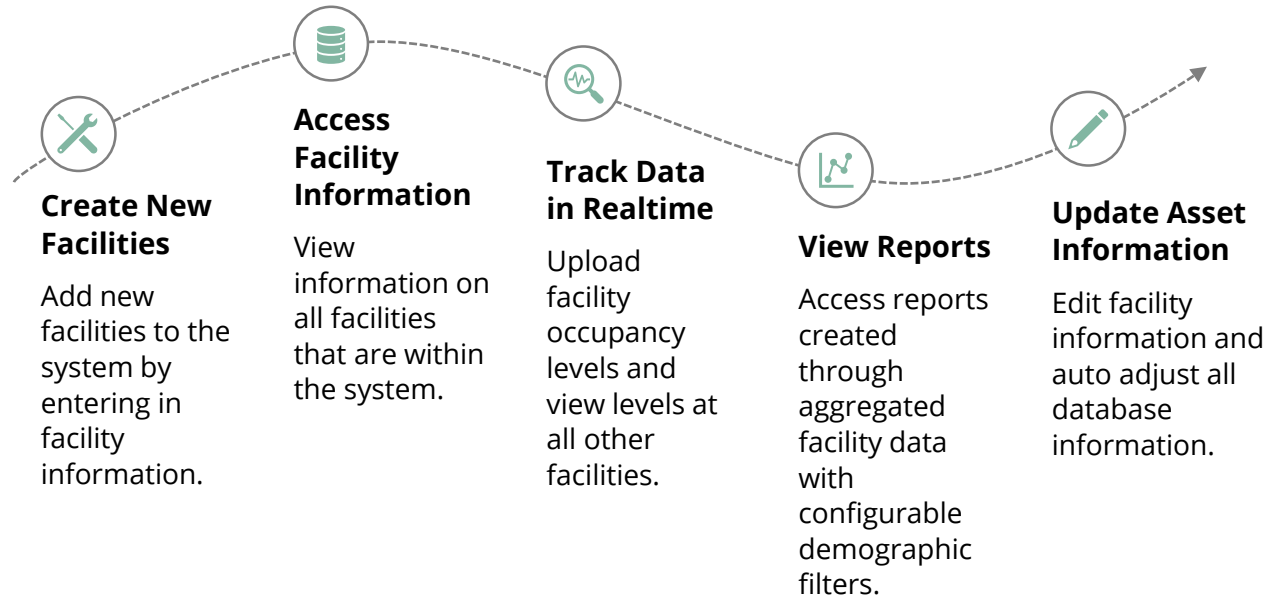 Create New
Facilities
Add new
facilities to the
system by
entering in
facility
information.
Access
Facility
Information
View
information on
all facilities
that are within
the system.
Track Data
in Realtime
Upload
facility
occupancy
levels and
view levels at
all other
facilities.
View Reports
Access reports
created
through
aggregated
facility data
with
configurable
demographic
filters.
Update Asset
Information
Edit facility
information and
auto adjust all
database
information.